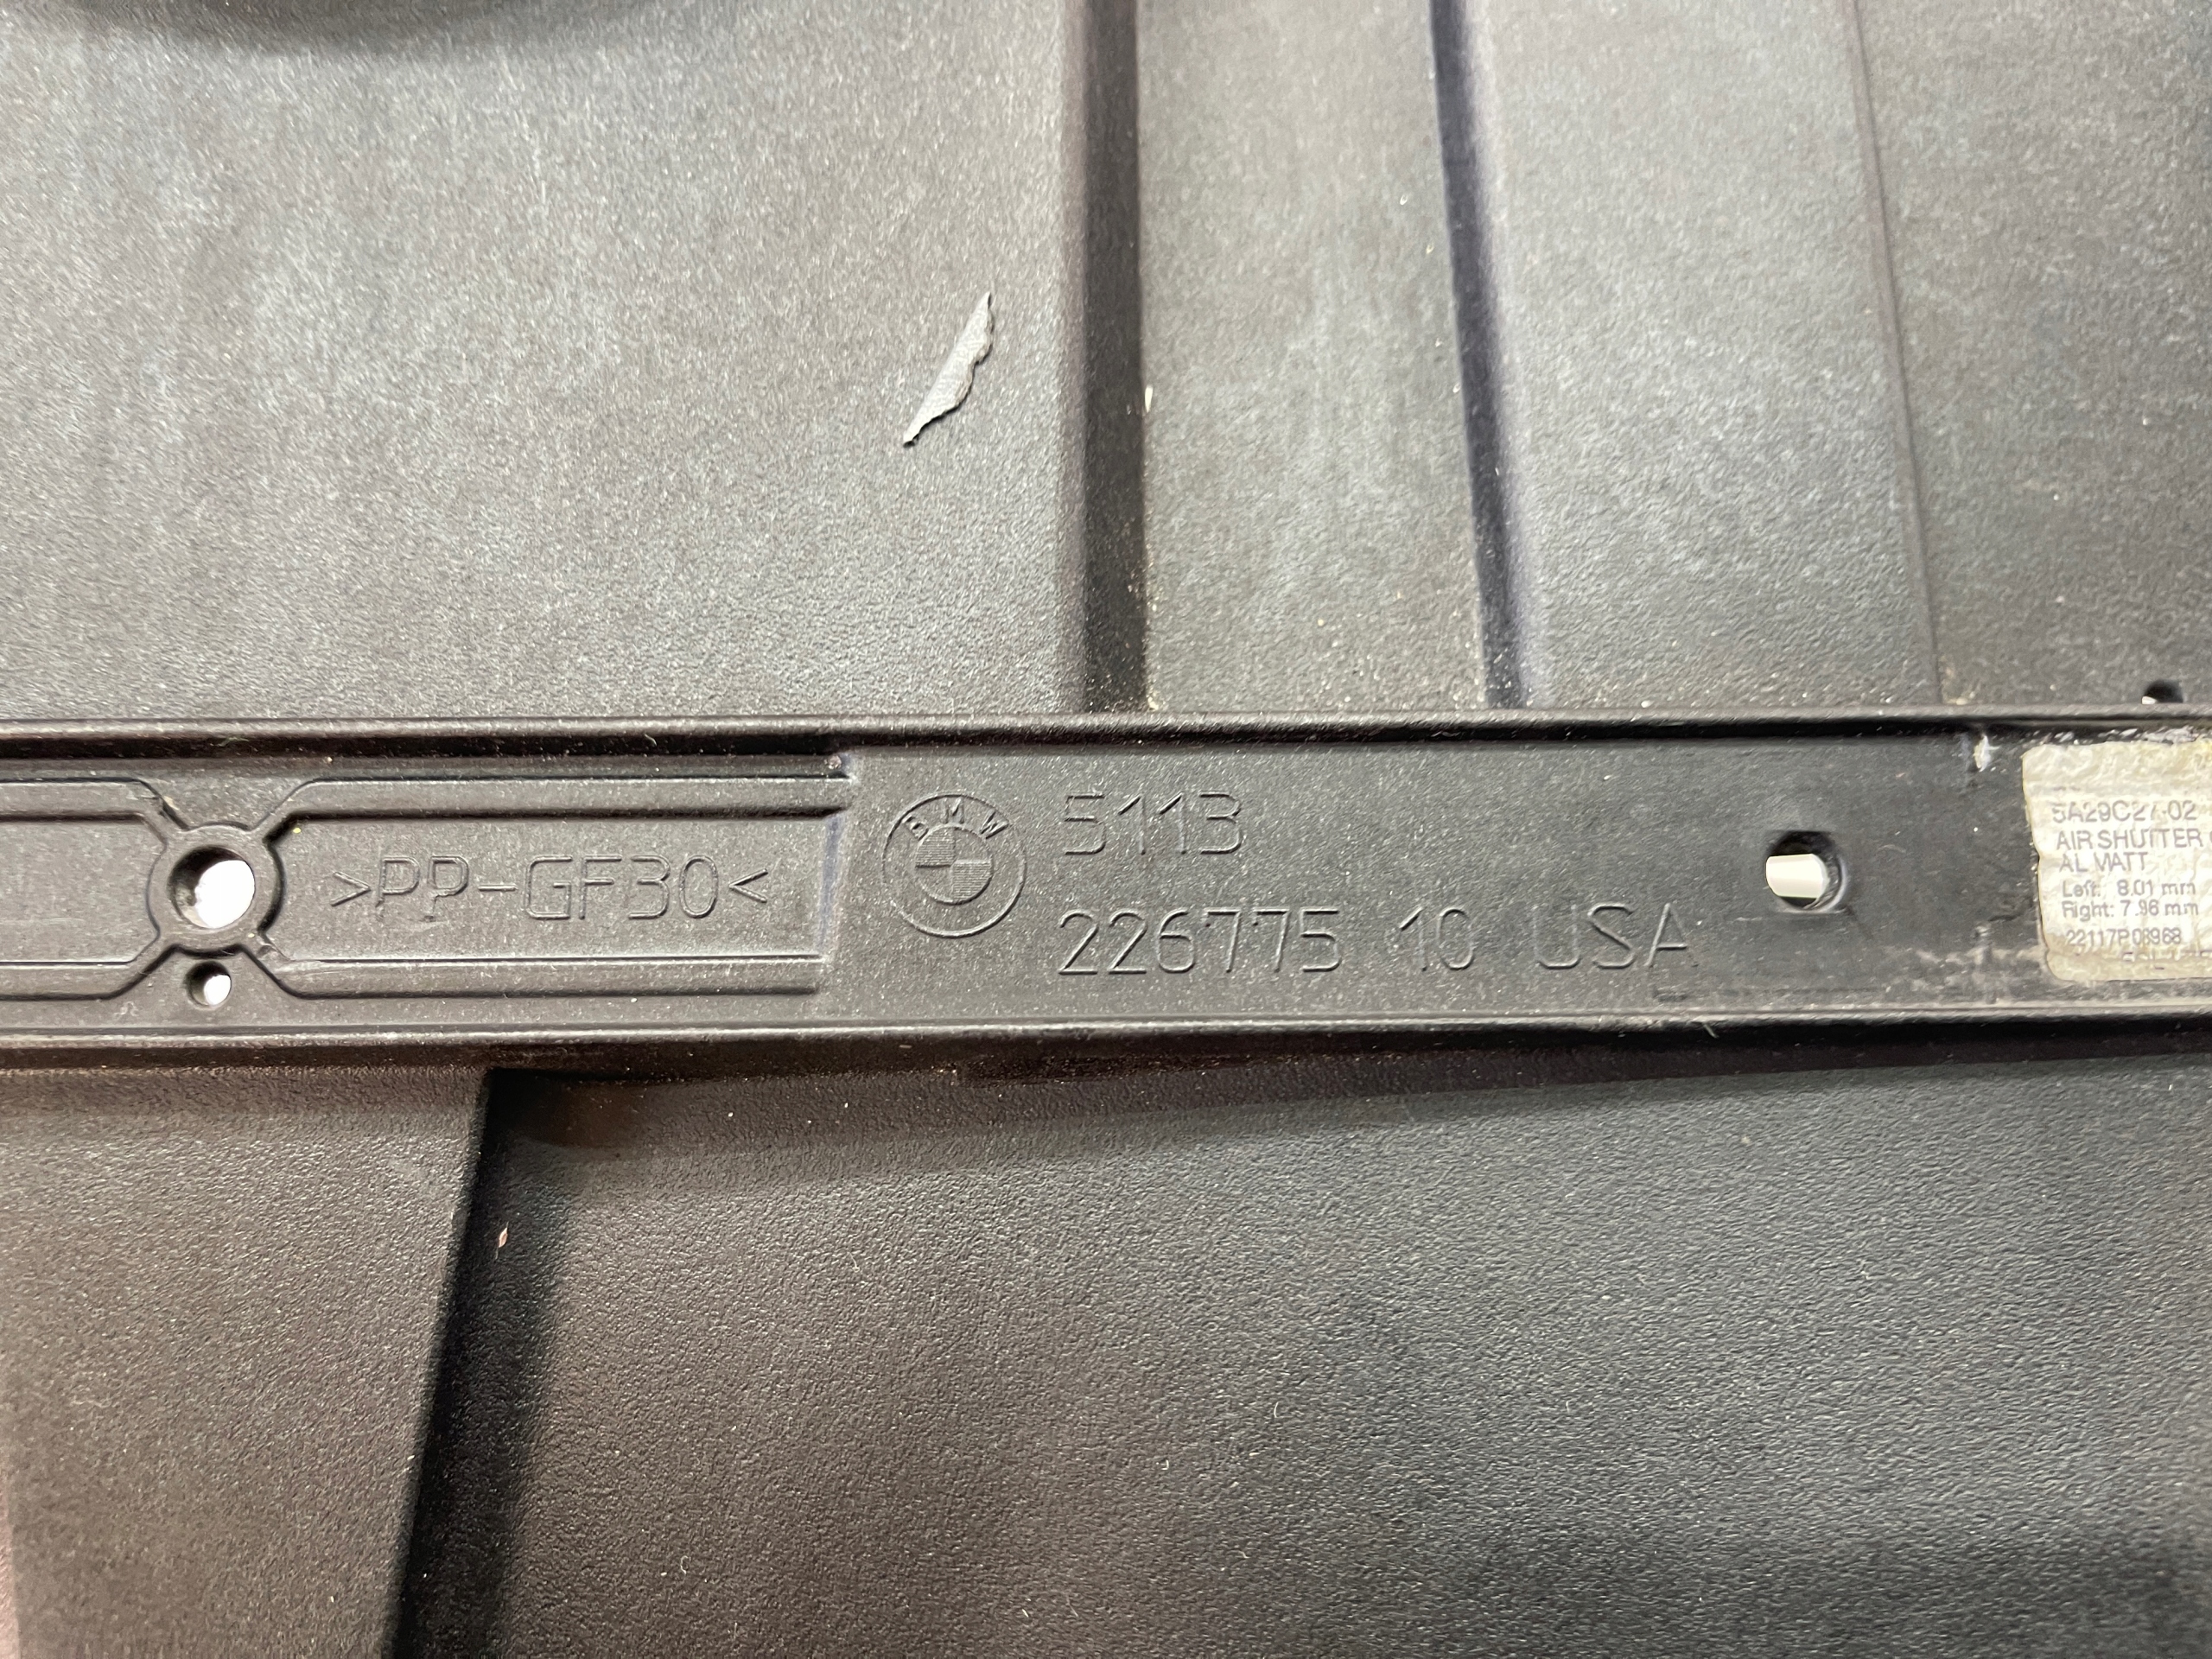 >PP-GF30<
BMW
5113
226775 10 USA
5A29C27-02
AIR SHUTTER
AL MATT
Left: 8.01 mm
Right: 7.96 mm
22117P08968